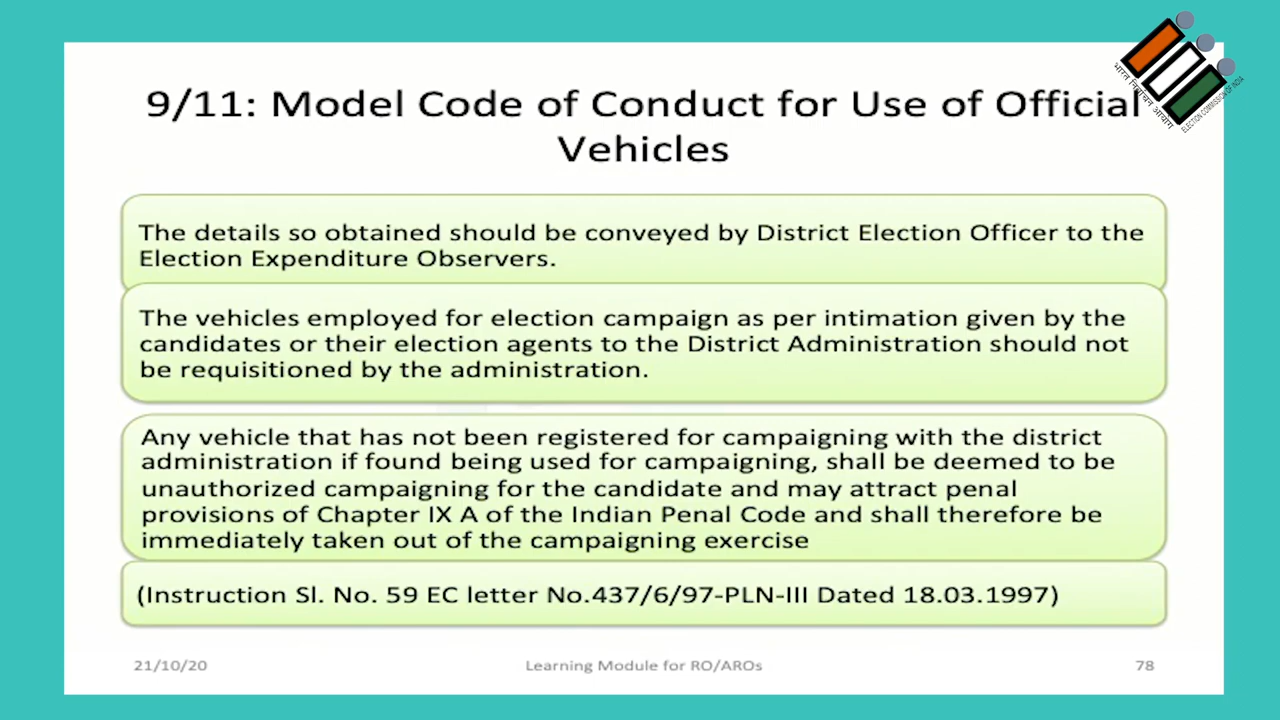 9/11: Model Code of Conduct for Use of Official
Vehicles
भारत निर्वाचन आयोग
ELECTION COMMISSION OF INDIA
The details so obtained should be conveyed by District Election Officer to the
Election Expenditure Observers.
The vehicles employed for election campaign as per intimation given by the
candidates or their election agents to the District Administration should not
be requisitioned by the administration.
Any vehicle that has not been registered for campaigning with the district
administration if found being used for campaigning, shall be deemed to be
unauthorized campaigning for the candidate and may attract penal
provisions of Chapter IX A of the Indian Penal Code and shall therefore be
immediately taken out of the campaigning exercise
(Instruction Sl. No. 59 EC letter No.437/6/97-PLN-III Dated 18.03.1997)
21/10/20
Learning Module for RO/AROs
78